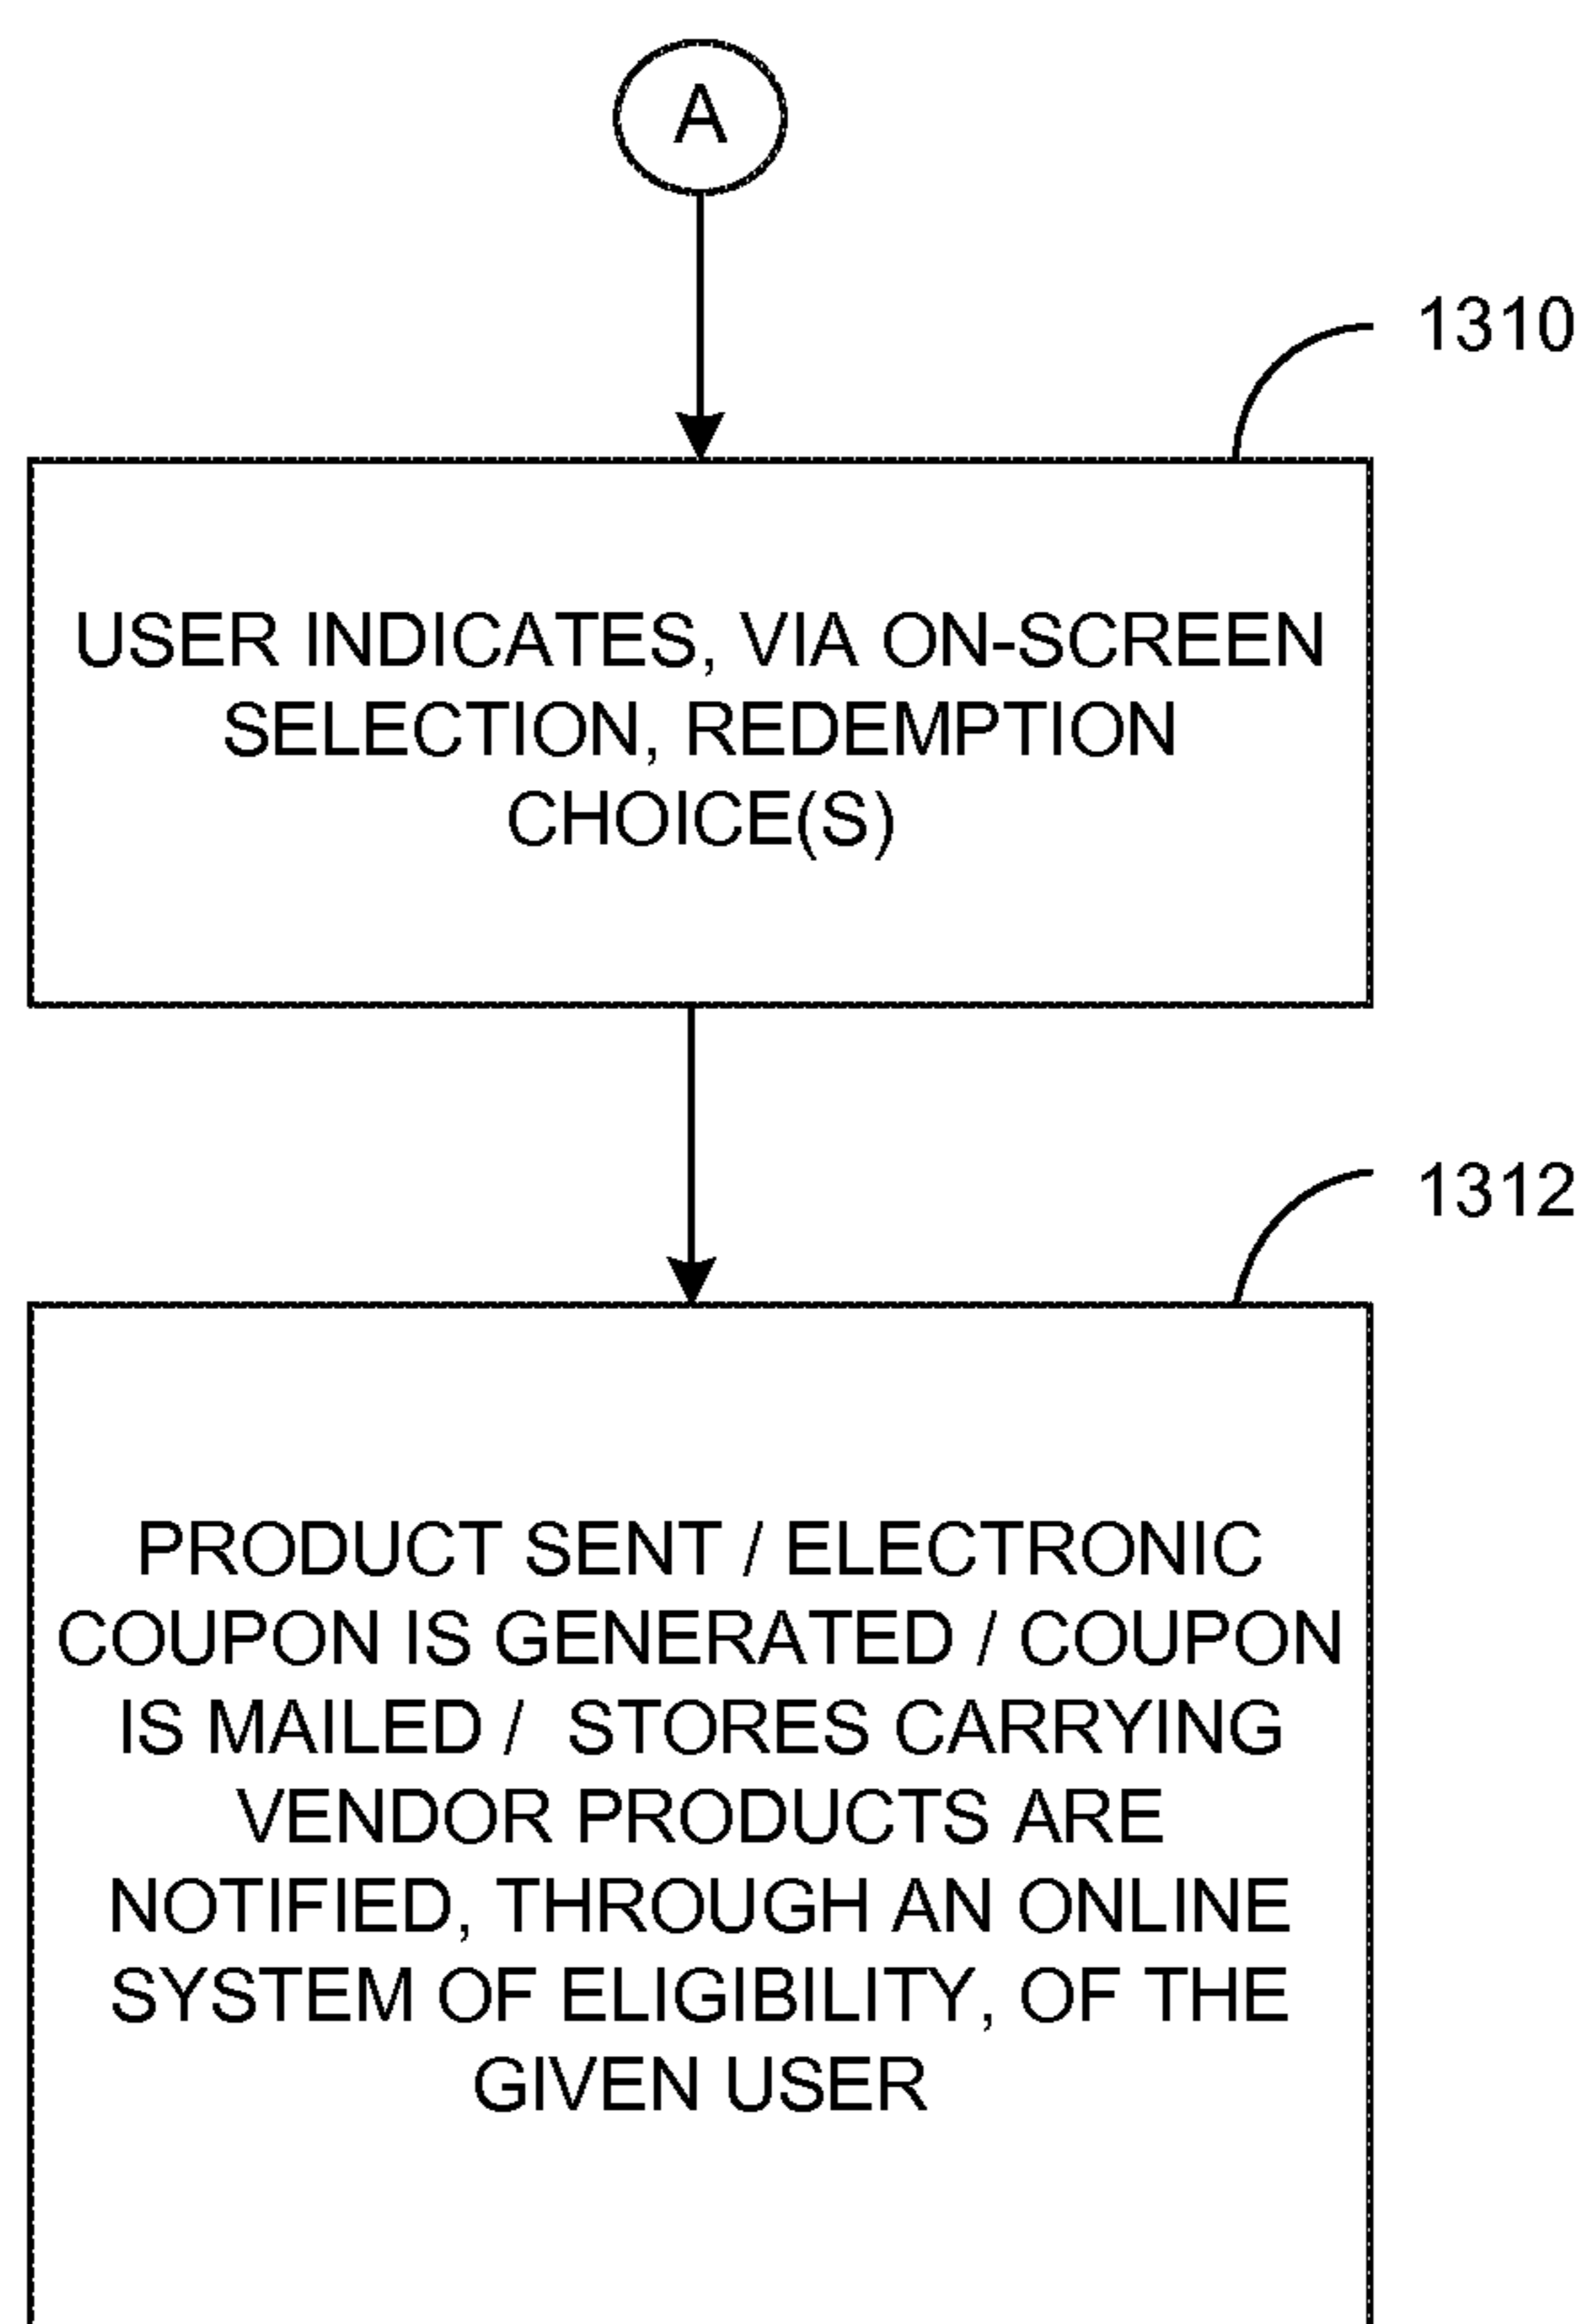 A
1310
USER INDICATES, VIA ON-SCREEN
SELECTION, REDEMPTION
CHOICE(S)
1312
PRODUCT SENT / ELECTRONIC
COUPON IS GENERATED / COUPON
IS MAILED / STORES CARRYING
VENDOR PRODUCTS ARE
NOTIFIED, THROUGH AN ONLINE
SYSTEM OF ELIGIBILITY, OF THE
GIVEN USER